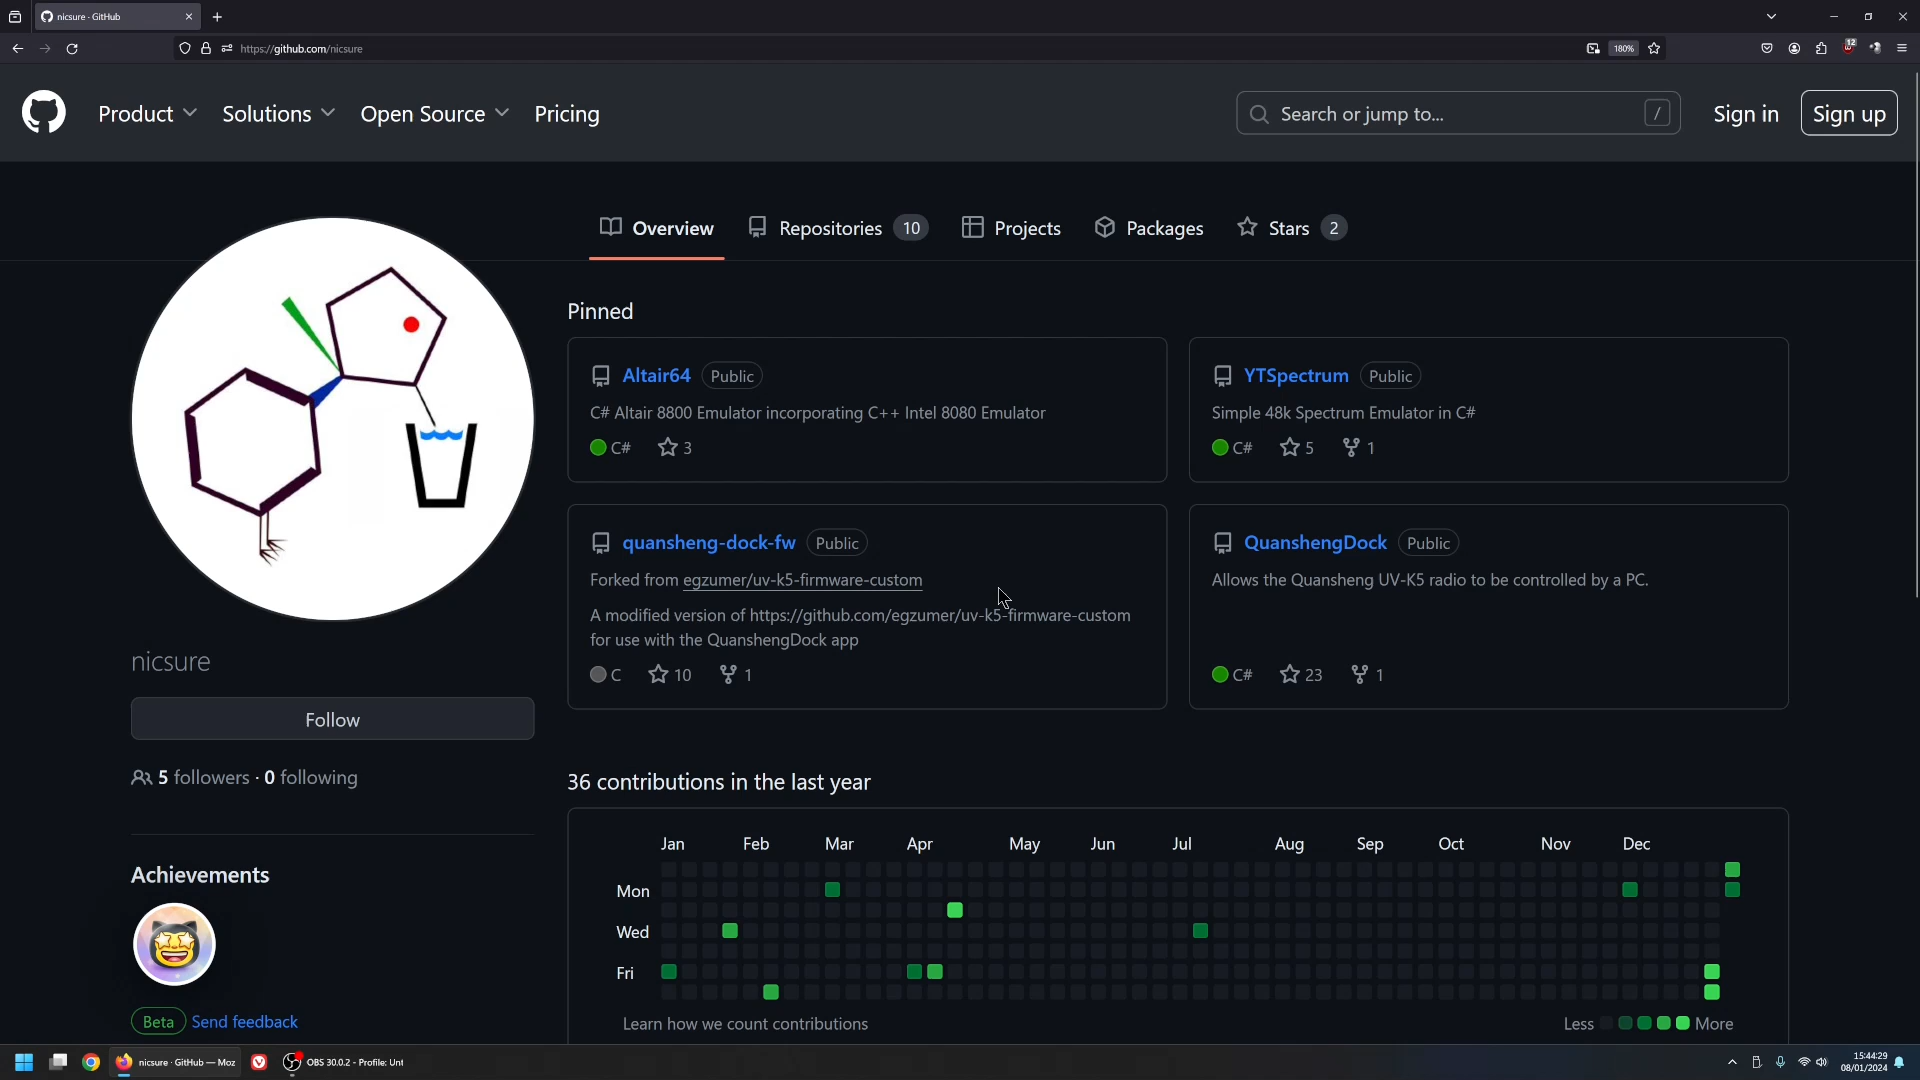 nicsure · GitHub
https://github.com/nicsure
180%
12
Product
Solutions
Open Source
Pricing
Search or jump to...
/
Sign in
Sign up
Overview
Repositories 10
Projects
Packages
Stars 2
Pinned
Altair64 Public
C# Altair 8800 Emulator incorporating C++ Intel 8080 Emulator
C# 3
YTSpectrum Public
Simple 48k Spectrum Emulator in C#
C# 5 1
quansheng-dock-fw Public
Forked from egzumer/uv-k5-firmware-custom
A modified version of https://github.com/egzumer/uv-k5-firmware-custom
for use with the QuanshengDock app
C 10 1
QuanshengDock Public
Allows the Quansheng UV-K5 radio to be controlled by a PC.
C# 23 1
nicsure
Follow
5 followers · 0 following
Achievements
Beta Send feedback
36 contributions in the last year
Jan Feb Mar Apr May Jun Jul Aug Sep Oct Nov Dec
Mon
Wed
Fri
Learn how we count contributions
Less More
nicsure · GitHub — Moz
OBS 30.0.2 - Profile: Unt
15:44:29
08/01/2024